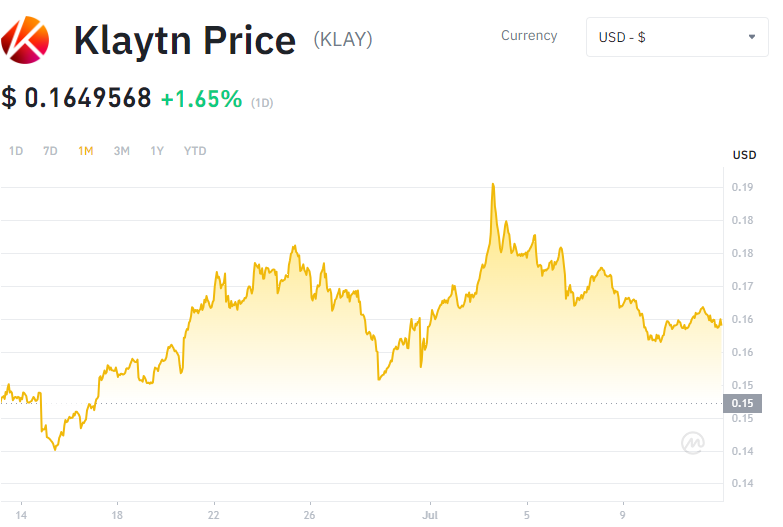 Klaytn Price (KLAY)
Currency
USD - $
$ 0.1649568 +1.65% (1D)
1D 7D 1M 3M 1Y YTD
USD
0.19
0.18
0.18
0.17
0.16
0.16
0.15
0.15
0.15
0.14
0.14
14 18 22 26 Jul 5 9